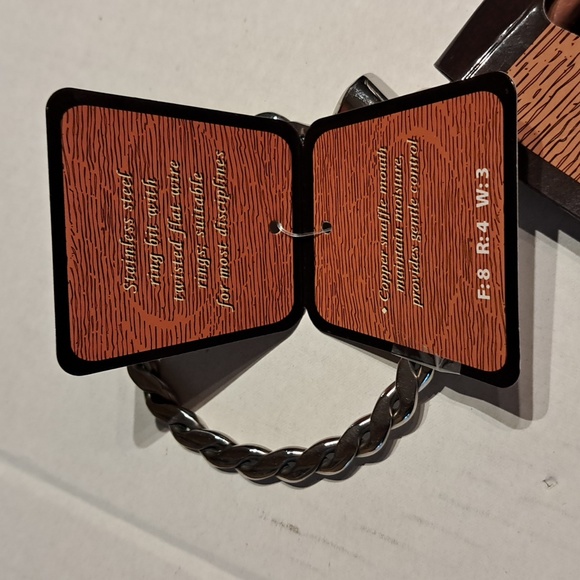 Stainless steel
ring bit with
twisted flat wire
rings; suitable
for most disciplines
• Copper snaffle mouth
maintain moisture,
provides gentle control
F: 8 R: 4 W: 3